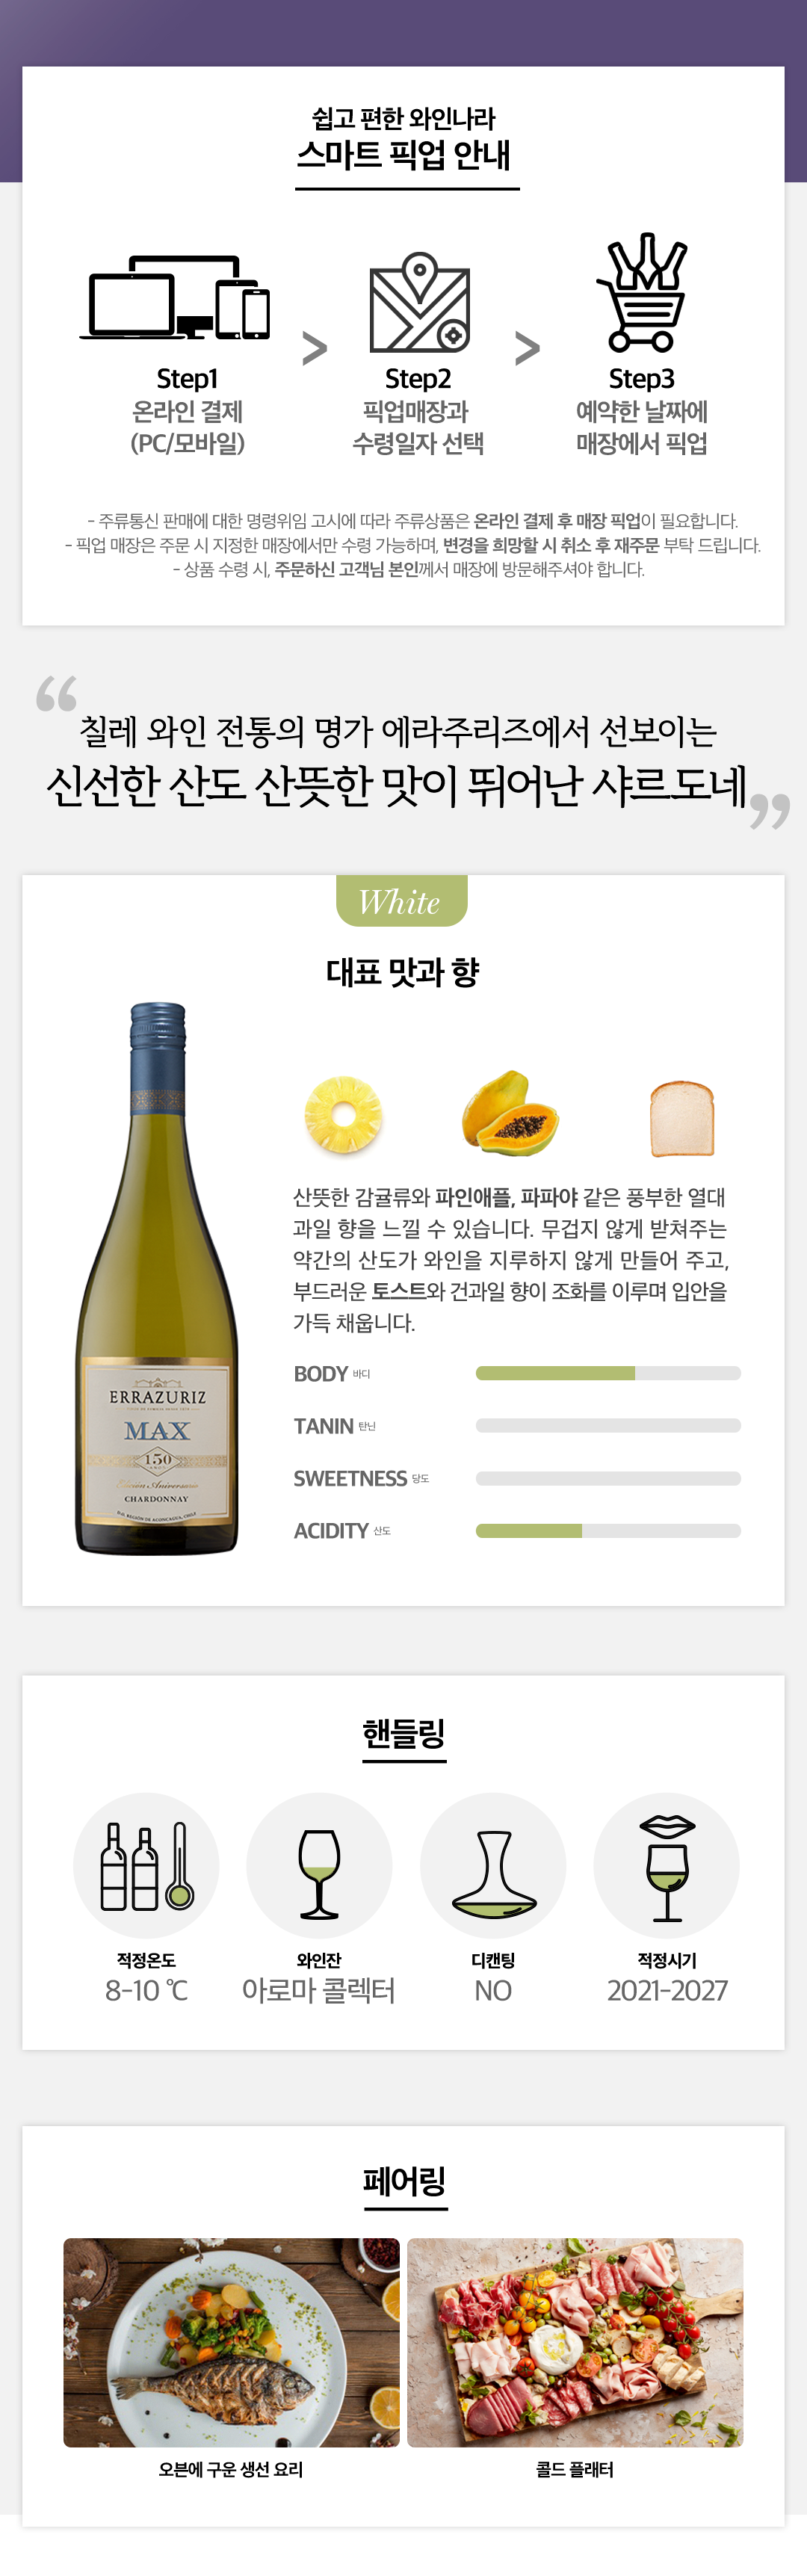 쉽고 편한 와인나라
스마트 픽업 안내
Step1
온라인 결제
(PC/모바일)
>
Step2
픽업매장과
수령일자 선택
>
Step3
예약한 날짜에
매장에서 픽업
- 주류통신 판매에 대한 명령위임 고시에 따라 주류상품은 온라인 결제 후 매장 픽업이 필요합니다.
- 픽업 매장은 주문 시 지정한 매장에서만 수령 가능하며, 변경을 희망할 시 취소 후 재주문 부탁 드립니다.
- 상품 수령 시, 주문하신 고객님 본인께서 매장에 방문해주셔야 합니다.
“칠레 와인 전통의 명가 에라주리즈에서 선보이는
신선한 산도 산뜻한 맛이 뛰어난 샤르도네”
White
대표 맛과 향
산뜻한 감귤류와 파인애플, 파파야 같은 풍부한 열대
과일 향을 느낄 수 있습니다. 무겁지 않게 받쳐주는
약간의 산도가 와인을 지루하지 않게 만들어 주고,
부드러운 토스트와 건과일 향이 조화를 이루며 입안을
가득 채웁니다.
ERRAZURIZ
MAX
150
Edición Aniversario
CHARDONNAY
D.O. REGIÓN DE ACONCAGUA, CHILE
BODY 바디
TANIN 탄닌
SWEETNESS 당도
ACIDITY 산도
핸들링
적정온도
8-10 ℃
와인잔
아로마 콜렉터
디캔팅
NO
적정시기
2021-2027
페어링
오븐에 구운 생선 요리
콜드 플래터